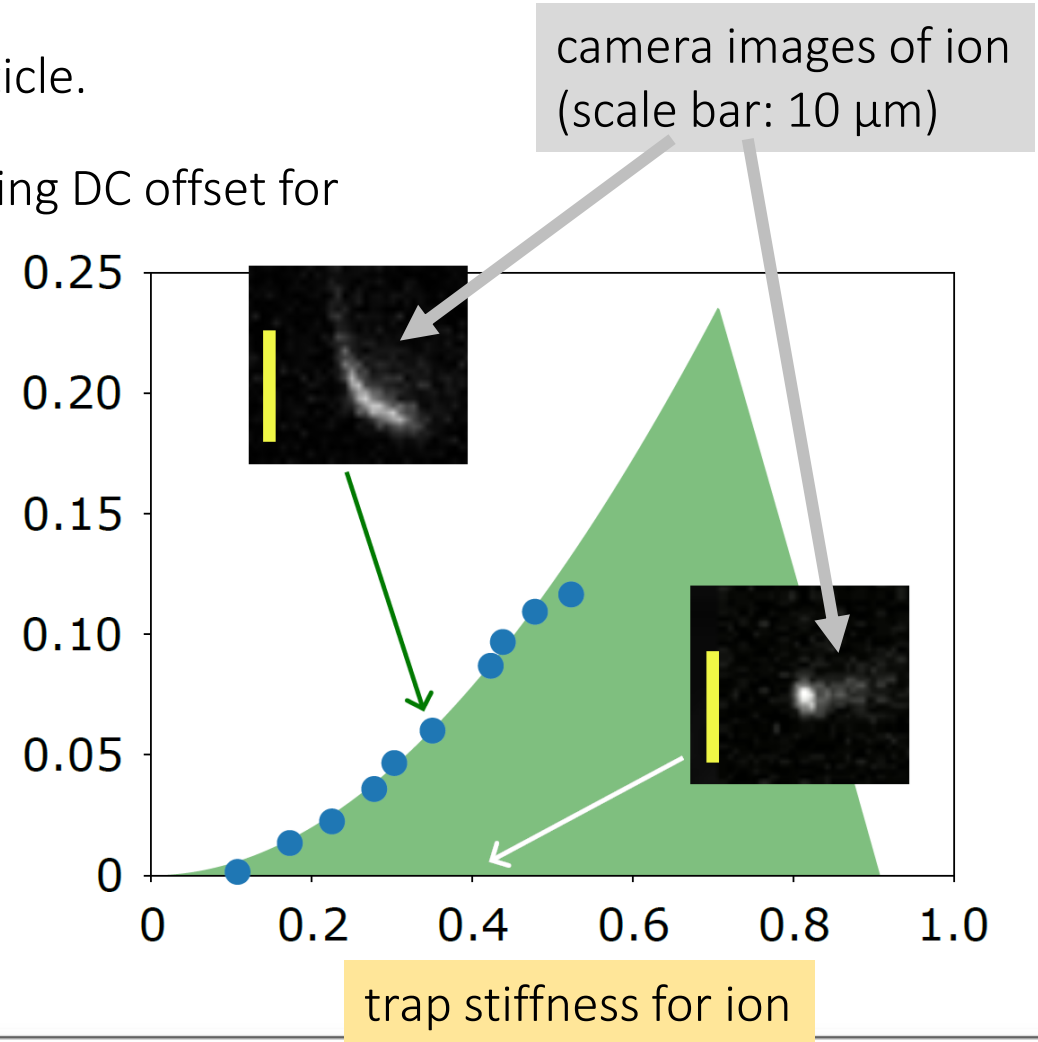 camera images of ion
(scale bar: 10 μm)
icle.
ing DC offset for
0.25
0.20
0.15
0.10
0.05
0
0 0.2 0.4 0.6 0.8 1.0
trap stiffness for ion